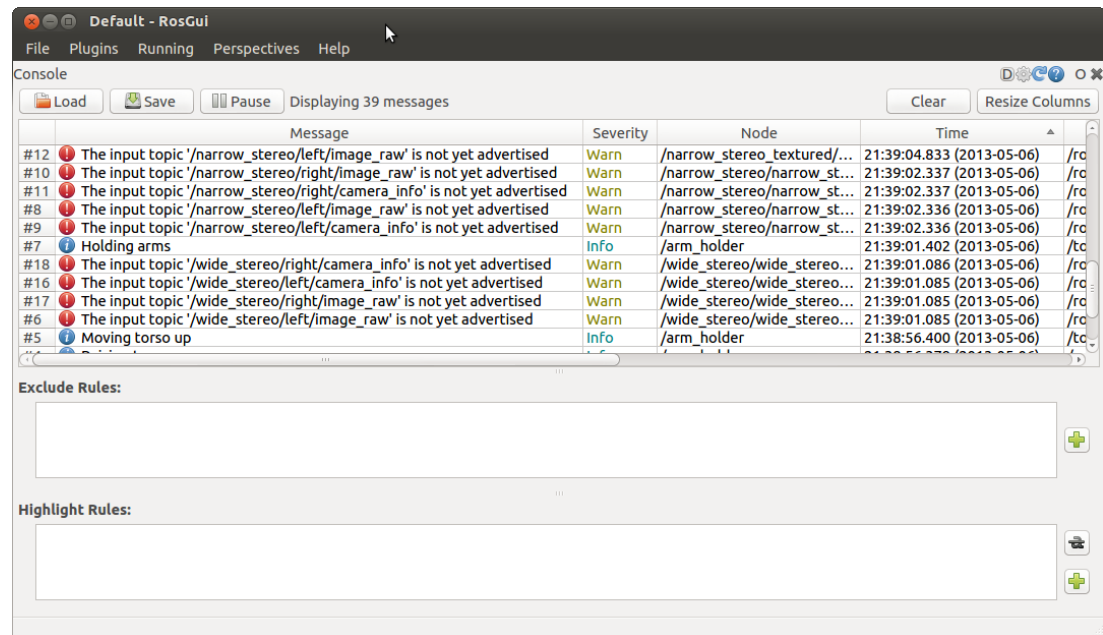 Default - RosGui
File Plugins Running Perspectives Help
Console D ? O
Load Save Pause Displaying 39 messages Clear Resize Columns
Message Severity Node Time
#12 The input topic '/narrow_stereo/left/image_raw' is not yet advertised Warn /narrow_stereo_textured/... 21:39:04.833 (2013-05-06) /ro
#10 The input topic '/narrow_stereo/right/image_raw' is not yet advertised Warn /narrow_stereo/narrow_st... 21:39:02.337 (2013-05-06) /ro
#11 The input topic '/narrow_stereo/right/camera_info' is not yet advertised Warn /narrow_stereo/narrow_st... 21:39:02.337 (2013-05-06) /ro
#8 The input topic '/narrow_stereo/left/image_raw' is not yet advertised Warn /narrow_stereo/narrow_st... 21:39:02.336 (2013-05-06) /ro
#9 The input topic '/narrow_stereo/left/camera_info' is not yet advertised Warn /narrow_stereo/narrow_st... 21:39:02.336 (2013-05-06) /ro
#7 Holding arms Info /arm_holder 21:39:01.402 (2013-05-06) /to
#18 The input topic '/wide_stereo/right/camera_info' is not yet advertised Warn /wide_stereo/wide_stereo... 21:39:01.086 (2013-05-06) /ro
#16 The input topic '/wide_stereo/left/camera_info' is not yet advertised Warn /wide_stereo/wide_stereo... 21:39:01.085 (2013-05-06) /ro
#17 The input topic '/wide_stereo/right/image_raw' is not yet advertised Warn /wide_stereo/wide_stereo... 21:39:01.085 (2013-05-06) /ro
#6 The input topic '/wide_stereo/left/image_raw' is not yet advertised Warn /wide_stereo/wide_stereo... 21:39:01.085 (2013-05-06) /ro
#5 Moving torso up Info /arm_holder 21:38:56.400 (2013-05-06) /to
Exclude Rules:
Highlight Rules: